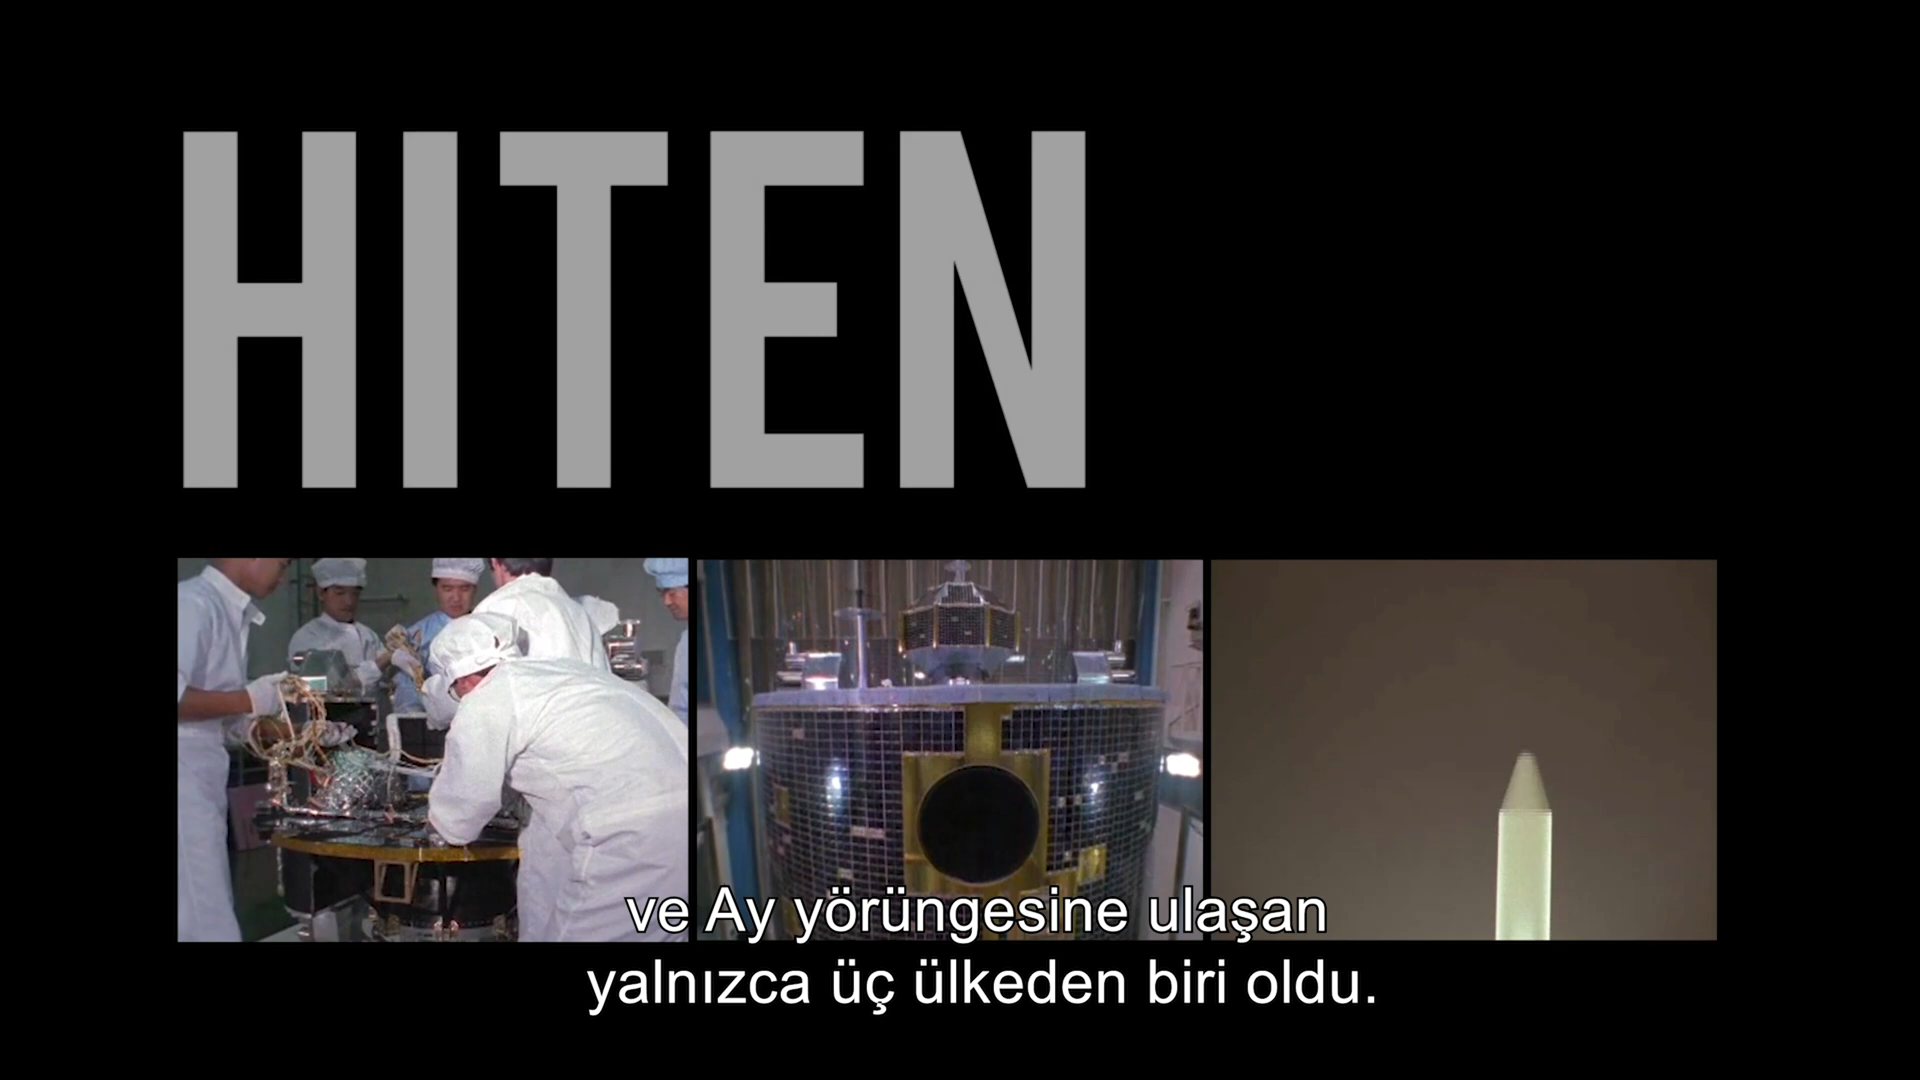 HITEN
ve Ay yörüngesine ulaşan
yalnızca üç ülkeden biri oldu.